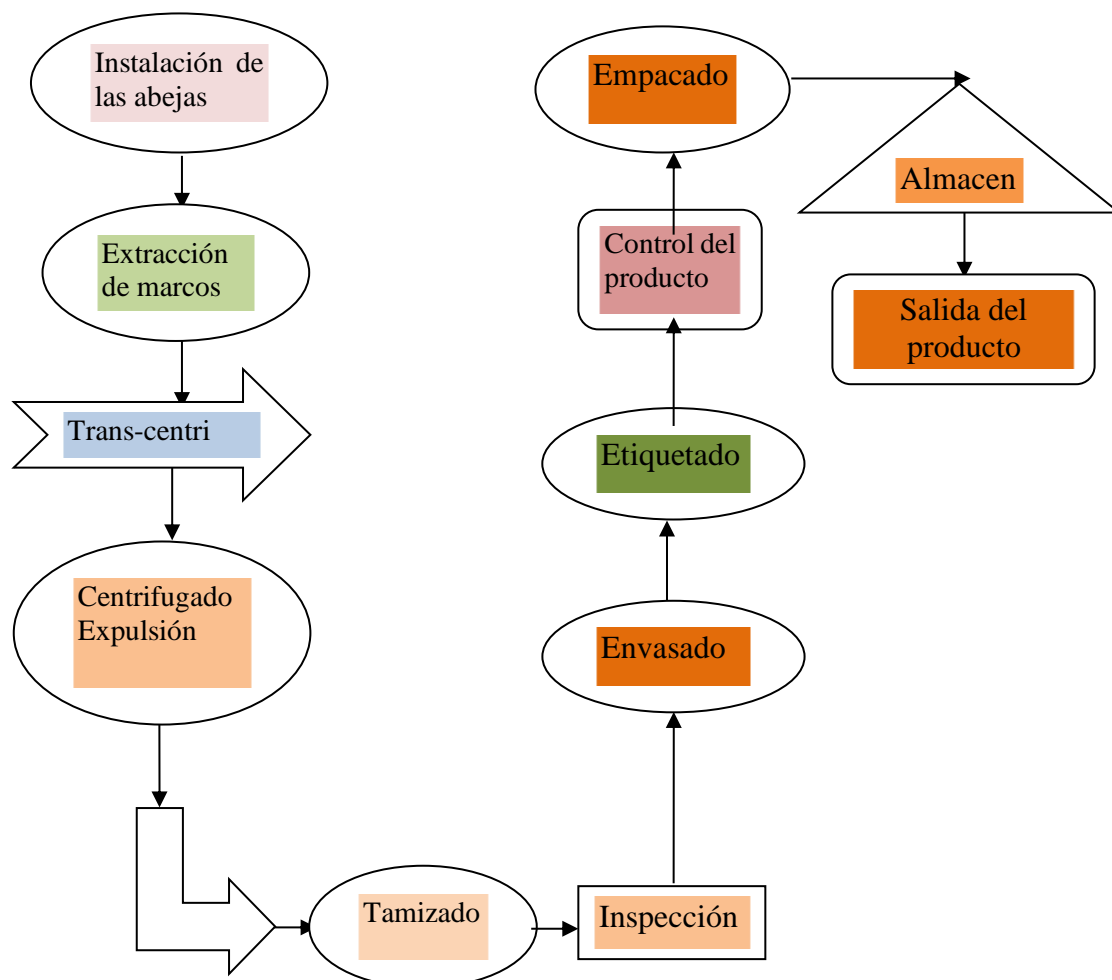 Instalación de
las abejas
Extracción
de marcos
Trans-centri
Centrifugado
Expulsión
Tamizado
Inspección
Envasado
Etiquetado
Control del
producto
Empacado
Almacen
Salida del
producto